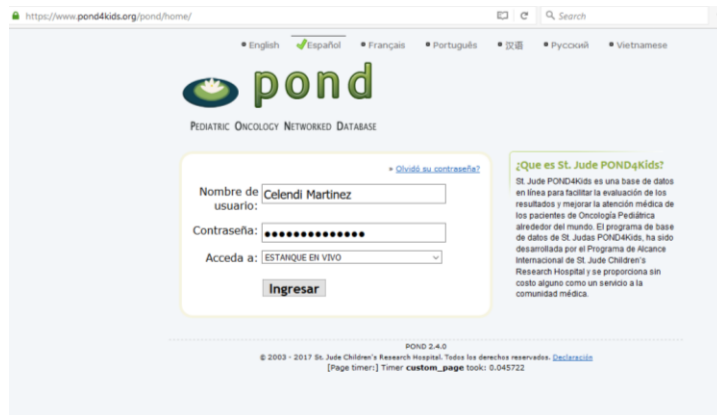 https://www.pond4kids.org/pond/home/
Search
English Español Français Português 汉语 Русский Vietnamese
pond
PEDIATRIC ONCOLOGY NETWORKED DATABASE
» Olvidó su contraseña?
Nombre de usuario:
Celendi Martinez
Contraseña:
••••••••••••••
Acceda a:
ESTANQUE EN VIVO
Ingresar
¿Que es St. Jude POND4Kids?
St. Jude POND4Kids es una base de datos
en línea para facilitar la evaluación de los
resultados y mejorar la atención médica de
los pacientes de Oncología Pediátrica
alrededor del mundo. El programa de base
de datos de St. Judas POND4Kids, ha sido
desarrollada por el Programa de Alcance
Internacional de St. Jude Children's
Research Hospital y se proporciona sin
costo alguno como un servicio a la
comunidad médica.
POND 2.4.0
© 2003 - 2017 St. Jude Children's Research Hospital. Todos los derechos reservados. Declaración
[Page timer:] Timer custom_page took: 0.045722